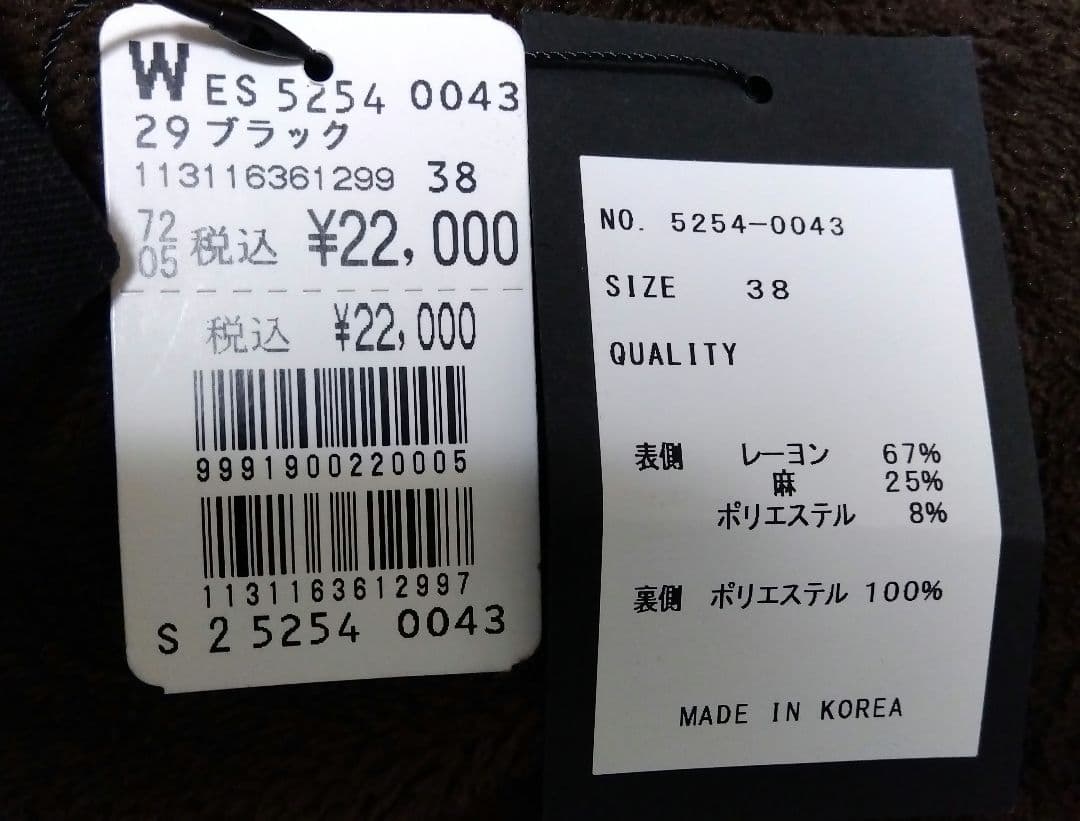 W ES 5254 0043
29ブラック
113116361299 38
72
05 税込 ¥22,000
税込 ¥22,000
9991900220005
1131163612997
S 2 5254 0043
NO. 5254-0043
SIZE 38
QUALITY
表側 レーヨン 67%
麻 25%
ポリエステル 8%
裏側 ポリエステル 100%
MADE IN KOREA